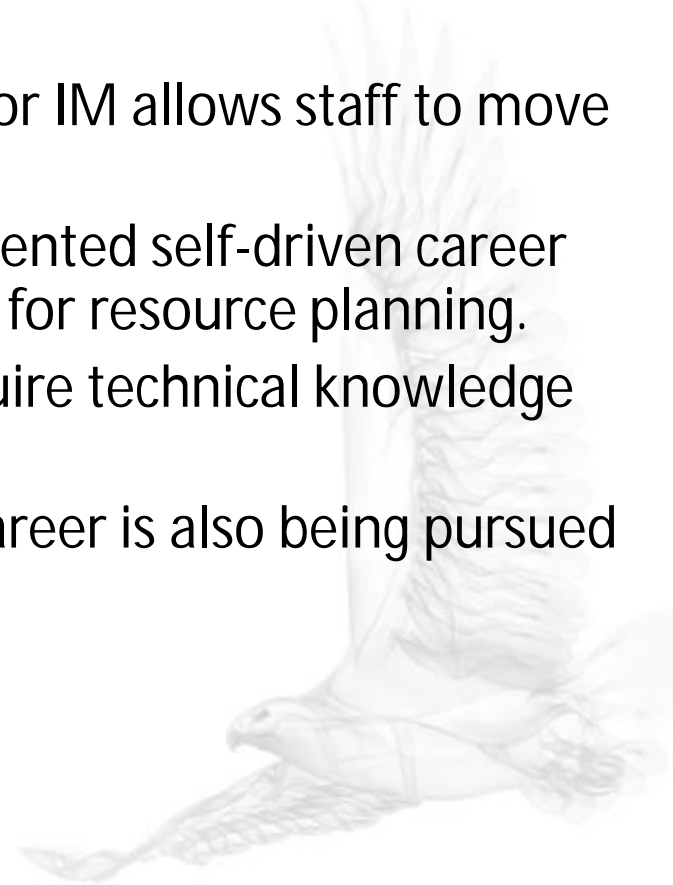 or IM allows staff to move
ented self-driven career
for resource planning.
uire technical knowledge
areer is also being pursued